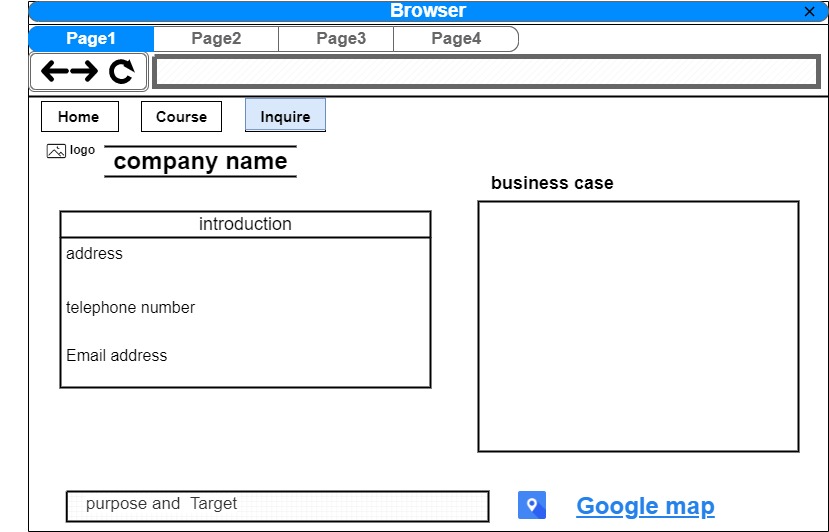 Browser
Page1 Page2 Page3 Page4
Home Course Inquire
logo
company name
business case
introduction
address
telephone number
Email address
purpose and Target
Google map